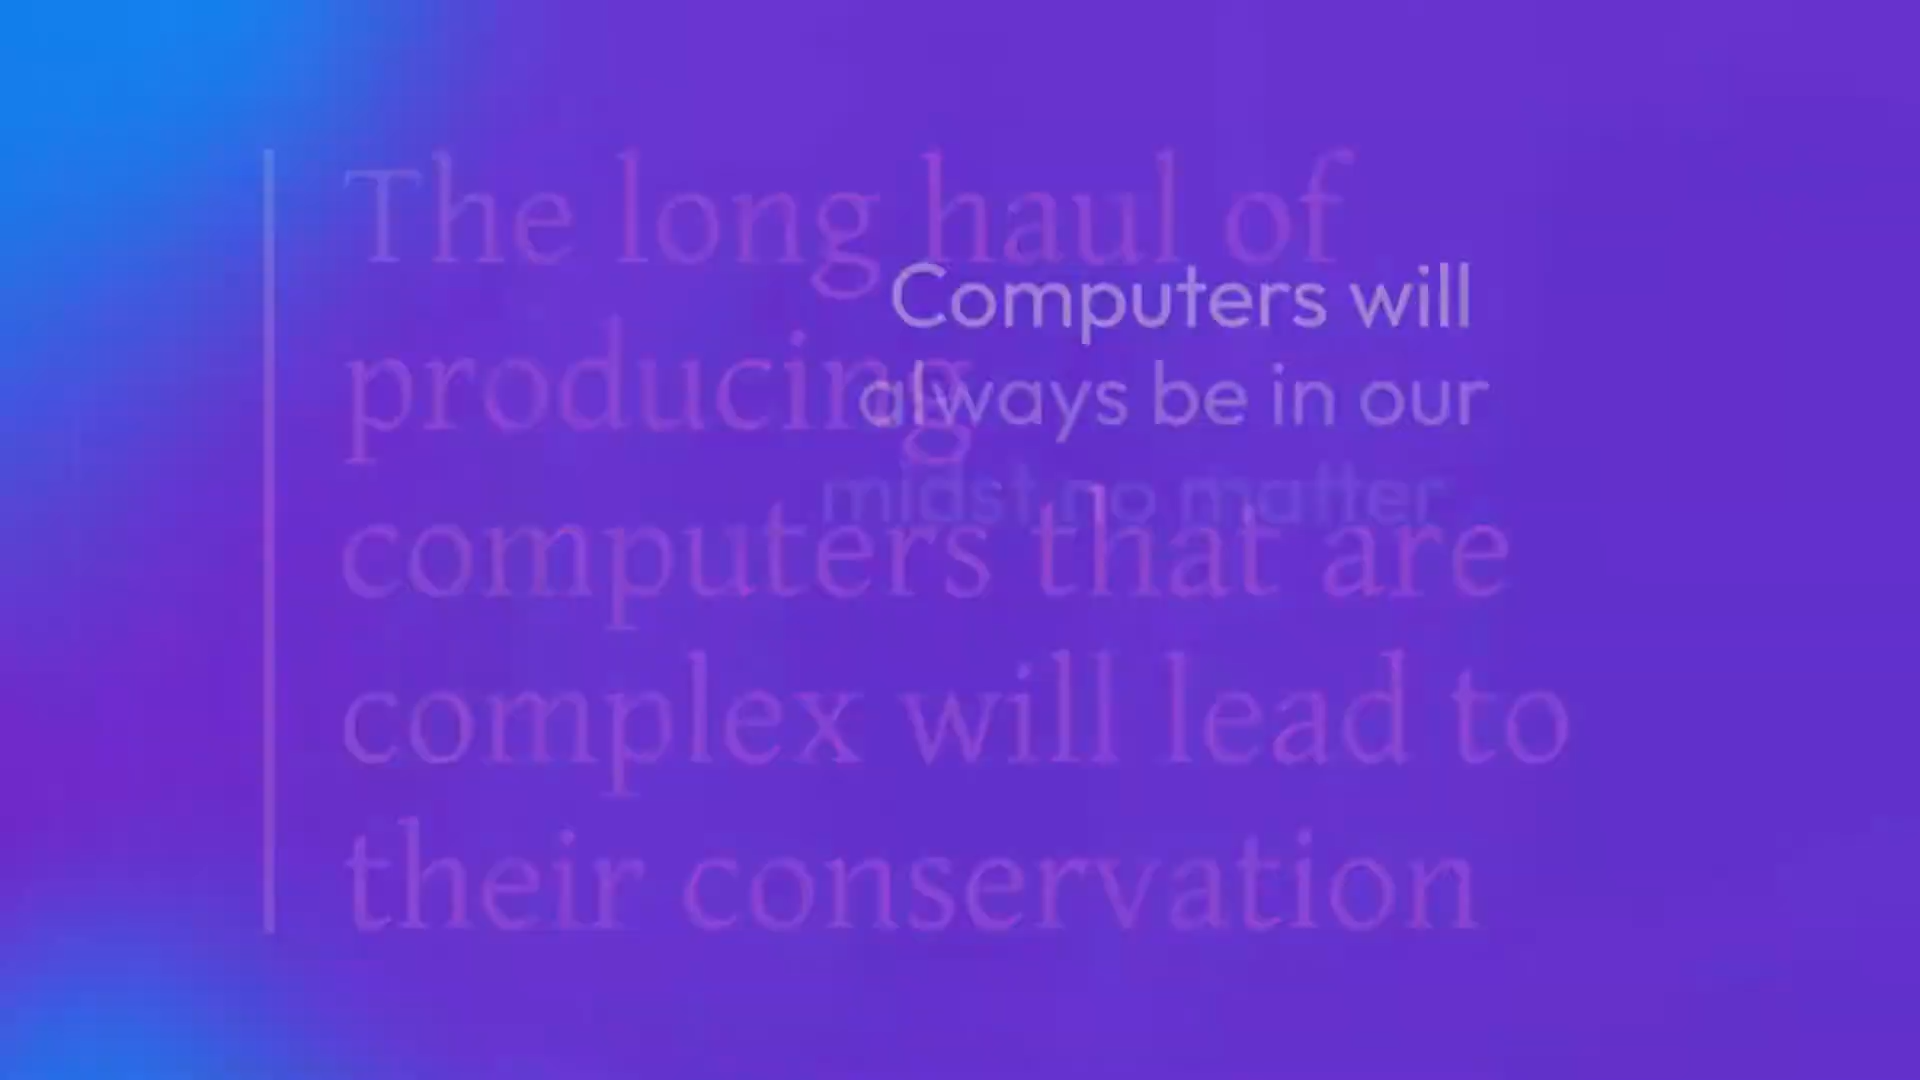 The long haul of
producing
computers that are
complex will lead to
their conservation
Computers will
always be in our
midst no matter